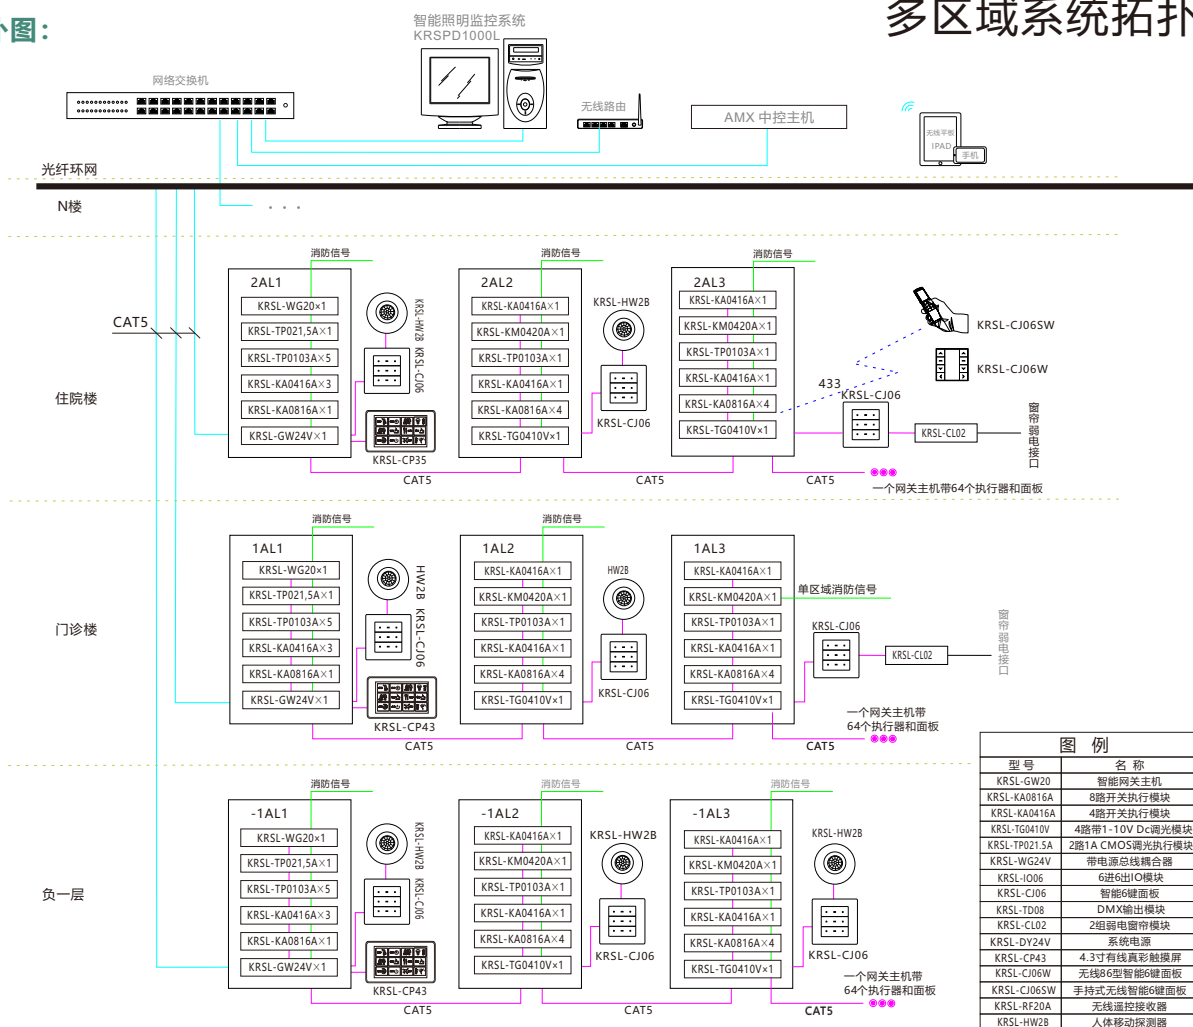 扑图：
多区域系统拓扑
智能照明监控系统
KRSPD1000L
网络交换机
无线路由
AMX 中控主机
无线平板
IPAD
手机
光纤环网
N楼
. . .
CAT5
住院楼
消防信号
2AL1
KRSL-WG20×1
KRSL-TP021,5A×1
KRSL-TP0103A×5
KRSL-KA0416A×3
KRSL-KA0816A×1
KRSL-GW24V×1
KRSL-HW2B
KRSL-CJ06
KRSL-CP35
CAT5
消防信号
2AL2
KRSL-KA0416A×1
KRSL-KM0420A×1
KRSL-TP0103A×1
KRSL-KA0416A×1
KRSL-KA0816A×4
KRSL-TG0410V×1
KRSL-HW2B
KRSL-CJ06
CAT5
消防信号
2AL3
KRSL-KA0416A×1
KRSL-KM0420A×1
KRSL-TP0103A×1
KRSL-KA0416A×1
KRSL-KA0816A×4
KRSL-TG0410V×1
433
KRSL-CJ06
KRSL-CJ06SW
KRSL-CJ06W
KRSL-CL02
窗帘弱电接口
CAT5
一个网关主机带64个执行器和面板
门诊楼
消防信号
1AL1
KRSL-WG20×1
KRSL-TP021,5A×1
KRSL-TP0103A×5
KRSL-KA0416A×3
KRSL-KA0816A×1
KRSL-GW24V×1
HW2B
KRSL-CJ06
KRSL-CP43
CAT5
消防信号
1AL2
KRSL-KA0416A×1
KRSL-KM0420A×1
KRSL-TP0103A×1
KRSL-KA0416A×1
KRSL-KA0816A×4
KRSL-TG0410V×1
HW2B
KRSL-CJ06
CAT5
1AL3
KRSL-KA0416A×1
KRSL-KM0420A×1
KRSL-TP0103A×1
KRSL-KA0416A×1
KRSL-KA0816A×4
KRSL-TG0410V×1
单区域消防信号
KRSL-CJ06
KRSL-CL02
窗帘弱电接口
一个网关主机带
64个执行器和面板
CAT5
负一层
消防信号
-1AL1
KRSL-WG20×1
KRSL-TP021,5A×1
KRSL-TP0103A×5
KRSL-KA0416A×3
KRSL-KA0816A×1
KRSL-GW24V×1
KRSL-HW2B
KRSL-CJ06
KRSL-CP43
CAT5
消防信号
-1AL2
KRSL-KA0416A×1
KRSL-KM0420A×1
KRSL-TP0103A×1
KRSL-KA0416A×1
KRSL-KA0816A×4
KRSL-TG0410V×1
KRSL-HW2B
KRSL-CJ06
CAT5
消防信号
-1AL3
KRSL-KA0416A×1
KRSL-KM0420A×1
KRSL-TP0103A×1
KRSL-KA0416A×1
KRSL-KA0816A×4
KRSL-TG0410V×1
KRSL-HW2B
KRSL-CJ06
一个网关主机带
64个执行器和面板
CAT5
图 例
型 号 名 称
KRSL-GW20 智能网关主机
KRSL-KA0816A 8路开关执行模块
KRSL-KA0416A 4路开关执行模块
KRSL-TG0410V 4路带1-10V Dc调光模块
KRSL-TP021.5A 2路1A CMOS调光执行模块
KRSL-WG24V 带电源总线耦合器
KRSL-IO06 6进6出IO模块
KRSL-CJ06 智能6键面板
KRSL-TD08 DMX输出模块
KRSL-CL02 2组弱电窗帘模块
KRSL-DY24V 系统电源
KRSL-CP43 4.3寸有线真彩触摸屏
KRSL-CJ06W 无线86型智能6键面板
KRSL-CJ06SW 手持式无线智能6键面板
KRSL-RF20A 无线遥控接收器
KRSL-HW2B 人体移动探测器